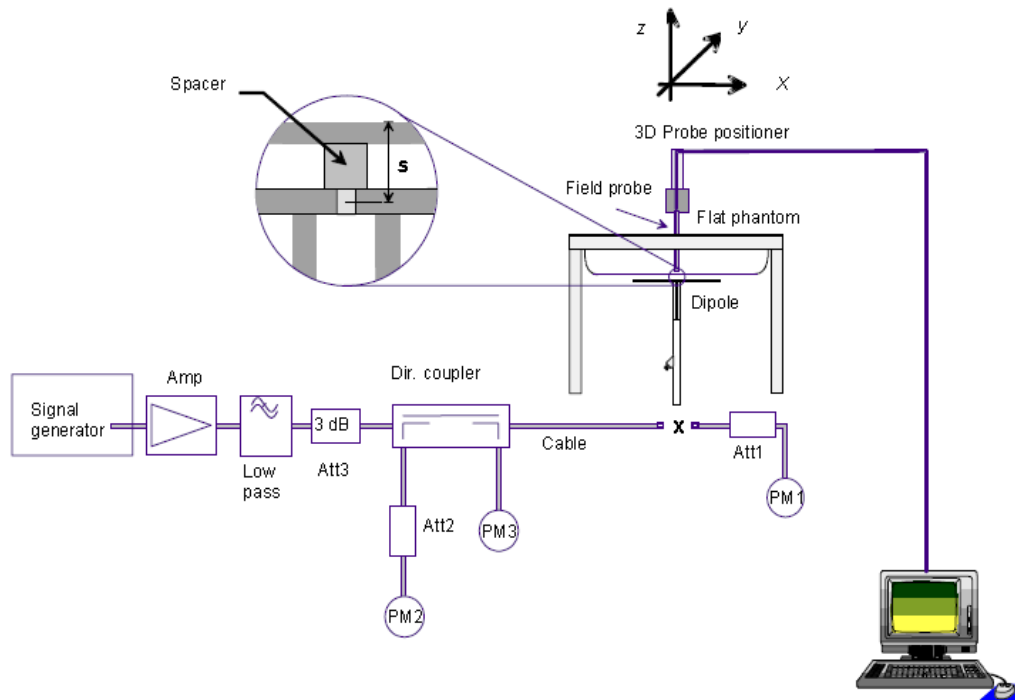 z
y
x
Spacer
s
3D Probe positioner
Field probe
Flat phantom
Dipole
Dir. coupler
Amp
Signal
generator
3 dB
Cable
x
Low
pass
Att3
Att1
PM1
Att2
PM3
PM2